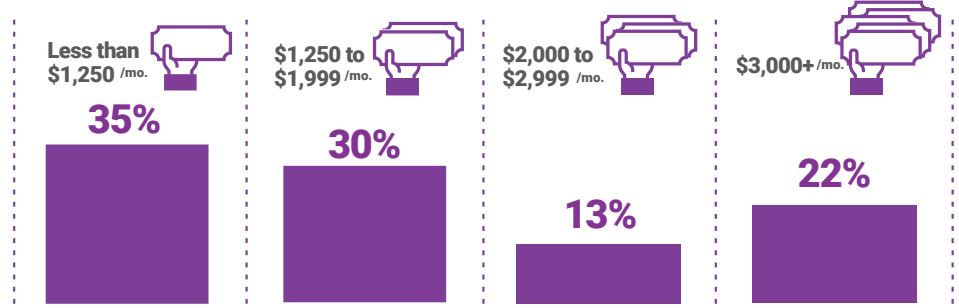 Less than
$1,250 /mo.
35%
$1,250 to
$1,999 /mo.
30%
$2,000 to
$2,999 /mo.
13%
$3,000+ /mo.
22%